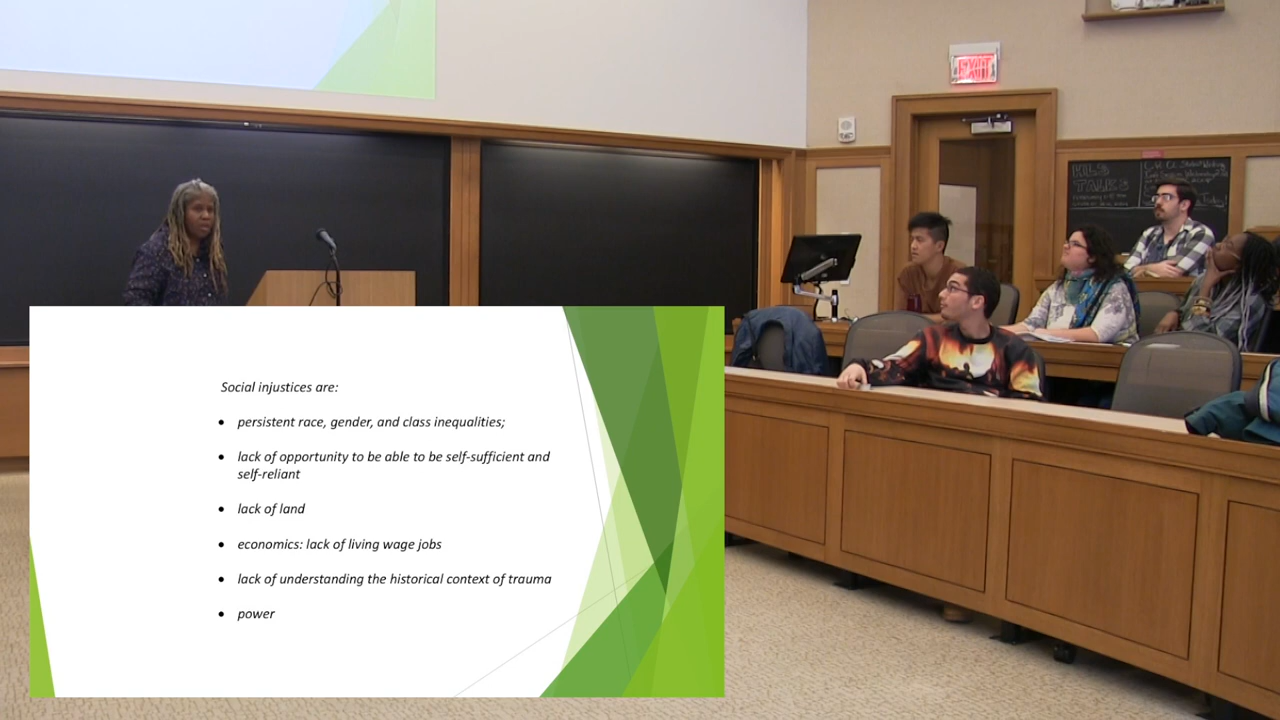 EXIT
HLS
TALKS
Social injustices are:
• persistent race, gender, and class inequalities;
• lack of opportunity to be able to be self-sufficient and
self-reliant
• lack of land
• economics: lack of living wage jobs
• lack of understanding the historical context of trauma
• power